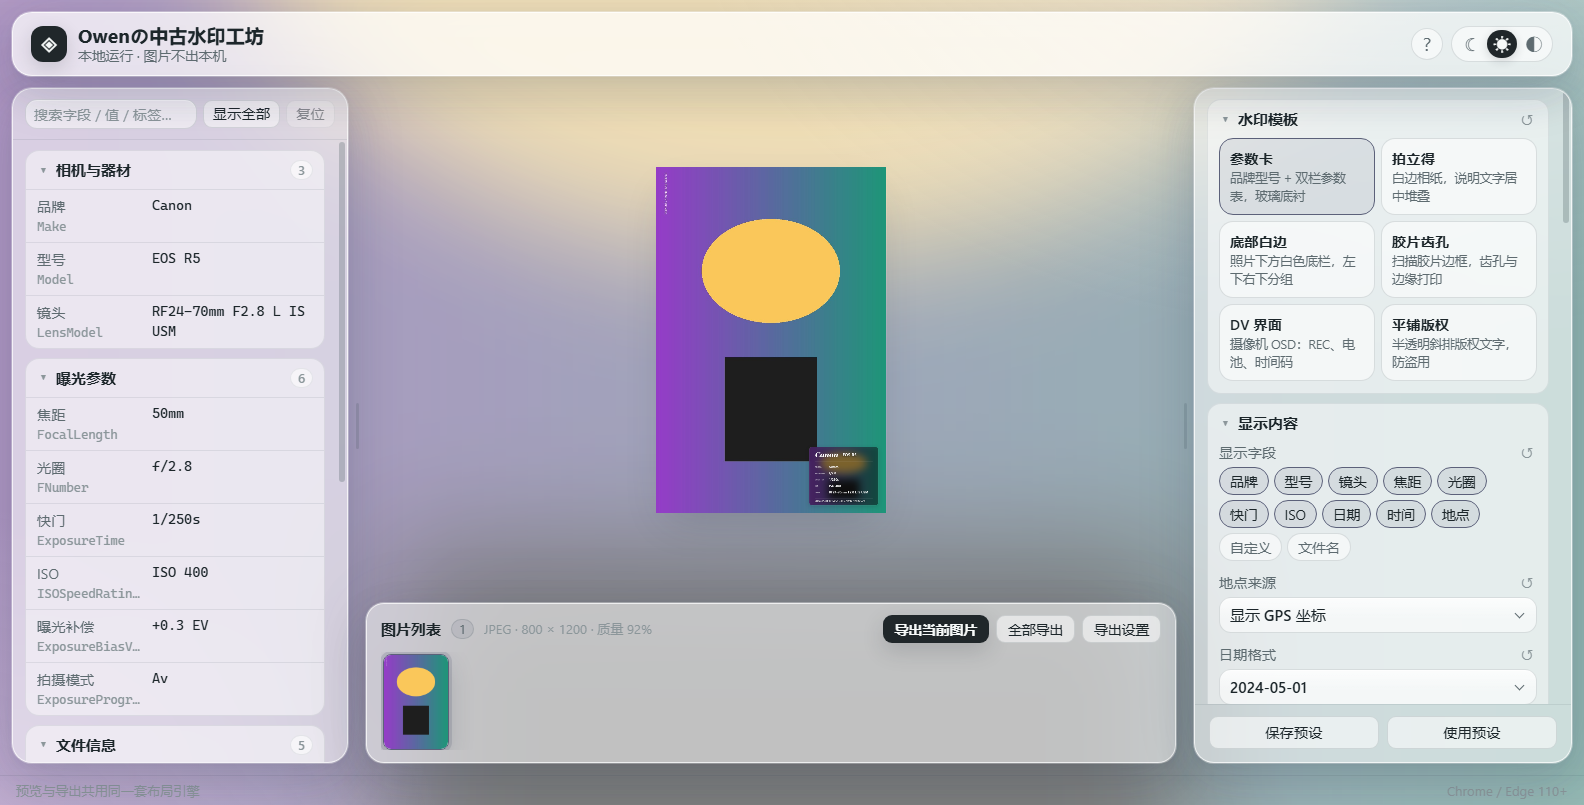 Owenの中古水印工坊
本地运行 · 图片不出本机
?
搜索字段 / 值 / 标签...
显示全部
复位
相机与器材
3
品牌
Make
Canon
型号
Model
EOS R5
镜头
LensModel
RF24-70mm F2.8 L IS
USM
曝光参数
6
焦距
FocalLength
50mm
光圈
FNumber
f/2.8
快门
ExposureTime
1/250s
ISO
ISOSpeedRatin…
ISO 400
曝光补偿
ExposureBiasV…
+0.3 EV
拍摄模式
ExposureProgr…
Av
文件信息
5
Canon EOS R5
图片列表
1
JPEG · 800 × 1200 · 质量 92%
导出当前图片
全部导出
导出设置
水印模板
参数卡
品牌型号 + 双栏参数
表，玻璃底衬
拍立得
白边相纸，说明文字居
中堆叠
底部白边
照片下方白色底栏，左
下右下分组
胶片齿孔
扫描胶片边框，齿孔与
边缘打印
DV 界面
摄像机 OSD：REC、电
池、时间码
平铺版权
半透明斜排版权文字，
防盗用
显示内容
显示字段
品牌
型号
镜头
焦距
光圈
快门
ISO
日期
时间
地点
自定义
文件名
地点来源
显示 GPS 坐标
日期格式
2024-05-01
保存预设
使用预设
预览与导出共用同一套布局引擎
Chrome / Edge 110+